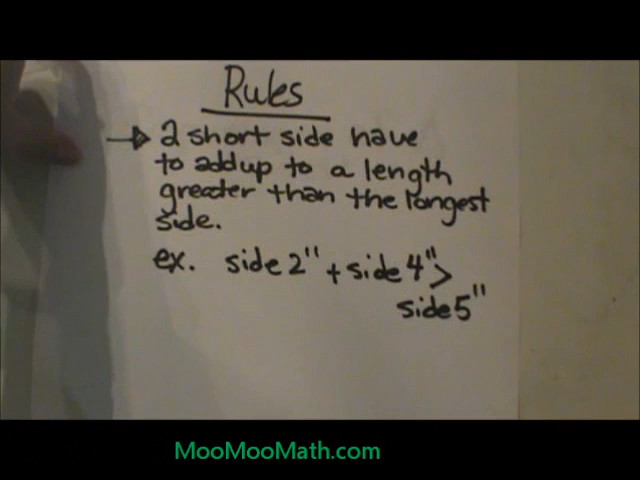 Rules
2 short side have
to add up to a length
greater than the longest
side.
ex. side 2" + side 4" >
side 5"
MooMooMath.com